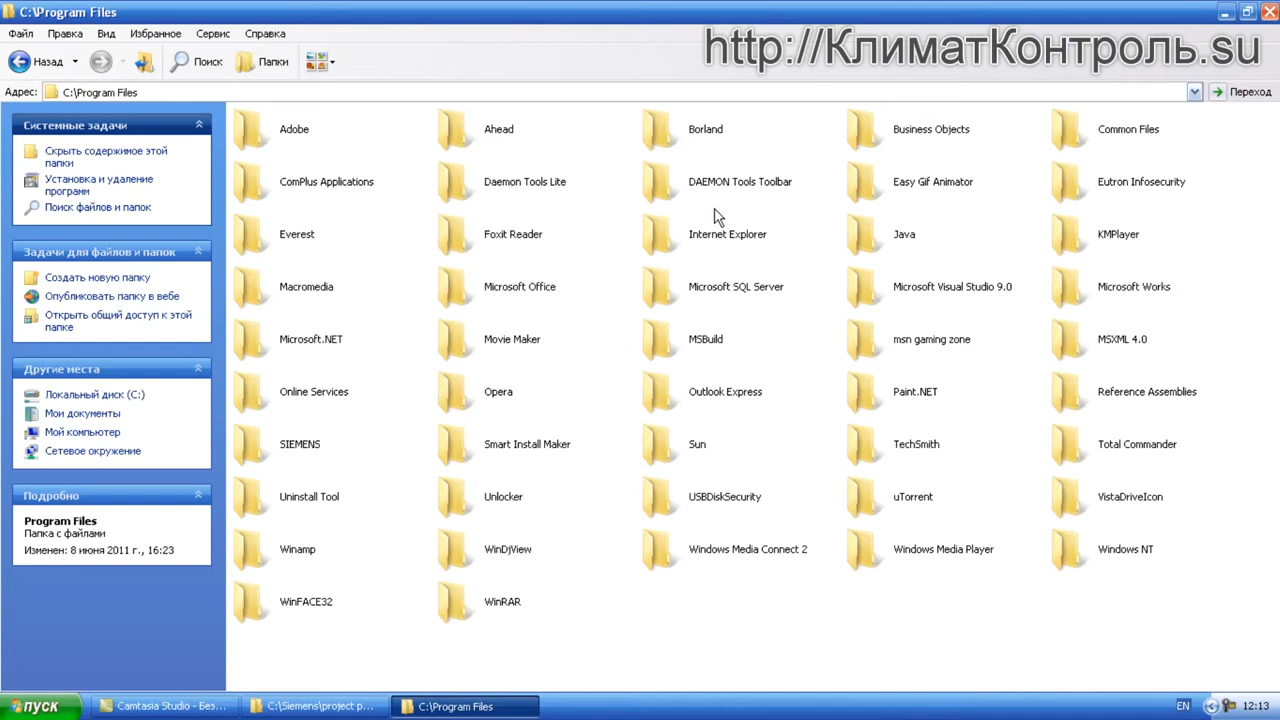 C:\Program Files
Файл Правка Вид Избранное Сервис Справка
http://КлиматКонтроль.su
Назад Поиск Папки
Адрес: C:\Program Files Переход
Системные задачи
Скрыть содержимое этой
папки
Установка и удаление
программ
Поиск файлов и папок
Задачи для файлов и папок
Создать новую папку
Опубликовать папку в вебе
Открыть общий доступ к этой
папке
Другие места
Локальный диск (C:)
Мои документы
Мой компьютер
Сетевое окружение
Подробно
Program Files
Папка с файлами
Изменен: 8 июня 2011 г., 16:23
Adobe Ahead Borland Business Objects Common Files
ComPlus Applications Daemon Tools Lite DAEMON Tools Toolbar Easy Gif Animator Eutron Infosecurity
Everest Foxit Reader Internet Explorer Java KMPlayer
Macromedia Microsoft Office Microsoft SQL Server Microsoft Visual Studio 9.0 Microsoft Works
Microsoft.NET Movie Maker MSBuild msn gaming zone MSXML 4.0
Online Services Opera Outlook Express Paint.NET Reference Assemblies
SIEMENS Smart Install Maker Sun TechSmith Total Commander
Uninstall Tool Unlocker USBDiskSecurity uTorrent VistaDriveIcon
Winamp WinDjView Windows Media Connect 2 Windows Media Player Windows NT
WinFACE32 WinRAR
пуск Camtasia Studio - Без... C:\Siemens\project p... C:\Program Files EN 12:13